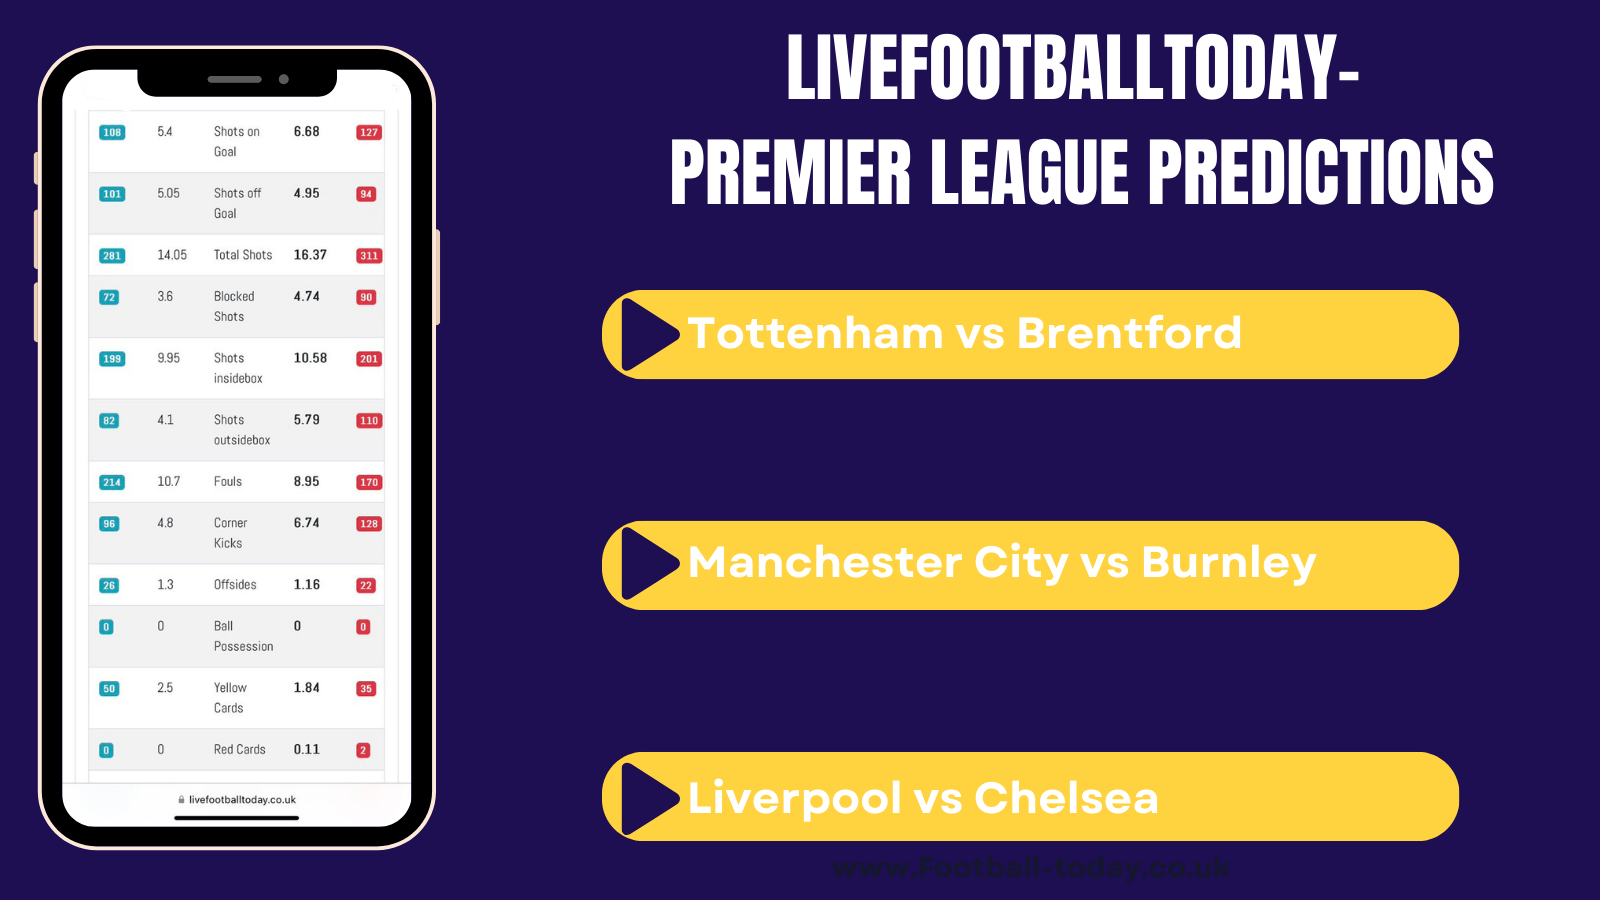 LIVEFOOTBALLTODAY-
PREMIER LEAGUE PREDICTIONS
108 5.4 Shots on 6.68 127
Goal
101 5.05 Shots off 4.95 94
Goal
281 14.05 Total Shots 16.37 311
72 3.6 Blocked 4.74 90
Shots
199 9.95 Shots 10.58 201
insidebox
82 4.1 Shots 5.79 110
outsidebox
214 10.7 Fouls 8.95 170
96 4.8 Corner 6.74 128
Kicks
26 1.3 Offsides 1.16 22
0 0 Ball 0 0
Possession
50 2.5 Yellow 1.84 35
Cards
0 0 Red Cards 0.11 2
livefootballtoday.co.uk
Tottenham vs Brentford
Manchester City vs Burnley
Liverpool vs Chelsea
www.Football-today.co.uk